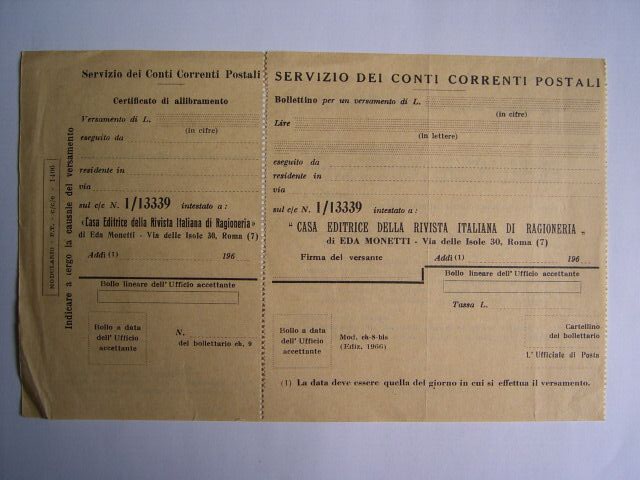 Servizio dei Conti Correnti Postali
Certificato di allibramento
Versamento di L.
(in cifre)
eseguito da
residente in
via
sul c/c N. 1/13339 intestato a :
«Casa Editrice della Rivista Italiana di Ragioneria»
di Eda Monetti - Via delle Isole 30, Roma (7)
Addì (1) 196
Bollo lineare dell' Ufficio accettante
Bollo a data
dell' Ufficio
accettante
N.
del bollettario ch. 9
Indicare a tergo la causale del versamento
SERVIZIO DEI CONTI CORRENTI POSTALI
Bollettino per un versamento di L.
(in cifre)
Lire
(in lettere)
eseguito da
residente in
via
sul c/c N. 1/13339 intestato a :
" CASA EDITRICE DELLA RIVISTA ITALIANA DI RAGIONERIA "
di EDA MONETTI - Via delle Isole 30, Roma (7)
Firma del versante
Addì (1) 196
Bollo lineare dell' Ufficio accettante
Tassa L.
Bollo a data
dell' Ufficio
accettante
Mod. ch-8-bis
(Ediz. 1966)
Cartellino
del bollettario
L'Ufficiale di Posta
(1) La data deve essere quella del giorno in cui si effettua il versamento.